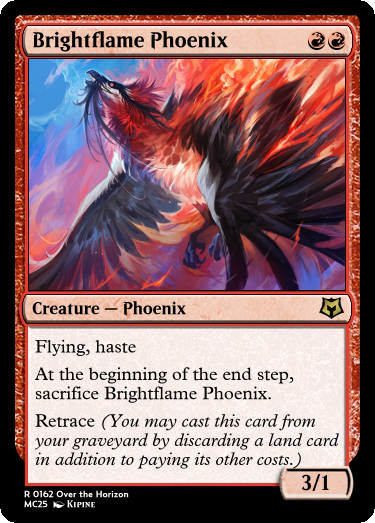 Brightflame Phoenix
Creature — Phoenix
Flying, haste
At the beginning of the end step,
sacrifice Brightflame Phoenix.
Retrace (You may cast this card from
your graveyard by discarding a land card
in addition to paying its other costs.)
3/1
R 0162 Over the Horizon
MC25 Kipine